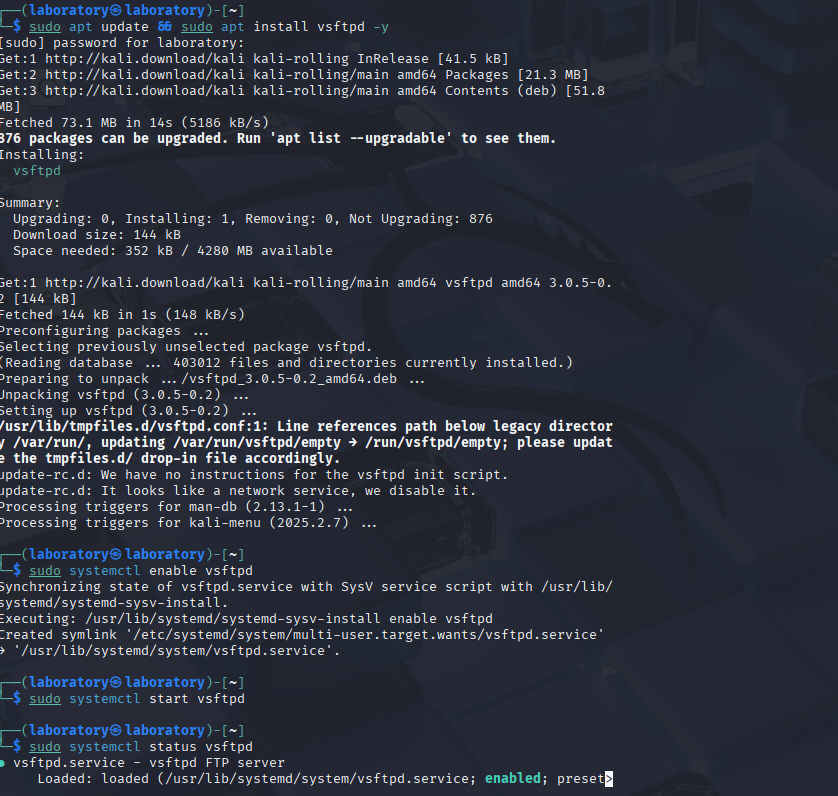 ┌──(laboratory㉿laboratory)-[~]
└─$ sudo apt update && sudo apt install vsftpd -y
[sudo] password for laboratory:
Get:1 http://kali.download/kali kali-rolling InRelease [41.5 kB]
Get:2 http://kali.download/kali kali-rolling/main amd64 Packages [21.3 MB]
Get:3 http://kali.download/kali kali-rolling/main amd64 Contents (deb) [51.8
MB]
Fetched 73.1 MB in 14s (5186 kB/s)
876 packages can be upgraded. Run 'apt list --upgradable' to see them.
Installing:
  vsftpd

Summary:
  Upgrading: 0, Installing: 1, Removing: 0, Not Upgrading: 876
  Download size: 144 kB
  Space needed: 352 kB / 4280 MB available

Get:1 http://kali.download/kali kali-rolling/main amd64 vsftpd amd64 3.0.5-0.
2 [144 kB]
Fetched 144 kB in 1s (148 kB/s)
Preconfiguring packages ...
Selecting previously unselected package vsftpd.
(Reading database ... 403012 files and directories currently installed.)
Preparing to unpack .../vsftpd_3.0.5-0.2_amd64.deb ...
Unpacking vsftpd (3.0.5-0.2) ...
Setting up vsftpd (3.0.5-0.2) ...
/usr/lib/tmpfiles.d/vsftpd.conf:1: Line references path below legacy director
y /var/run/, updating /var/run/vsftpd/empty → /run/vsftpd/empty; please updat
e the tmpfiles.d/ drop-in file accordingly.
update-rc.d: We have no instructions for the vsftpd init script.
update-rc.d: It looks like a network service, we disable it.
Processing triggers for man-db (2.13.1-1) ...
Processing triggers for kali-menu (2025.2.7) ...

┌──(laboratory㉿laboratory)-[~]
└─$ sudo systemctl enable vsftpd
Synchronizing state of vsftpd.service with SysV service script with /usr/lib/
systemd/systemd-sysv-install.
Executing: /usr/lib/systemd/systemd-sysv-install enable vsftpd
Created symlink '/etc/systemd/system/multi-user.target.wants/vsftpd.service'
→ '/usr/lib/systemd/system/vsftpd.service'.

┌──(laboratory㉿laboratory)-[~]
└─$ sudo systemctl start vsftpd

┌──(laboratory㉿laboratory)-[~]
└─$ sudo systemctl status vsftpd
● vsftpd.service - vsftpd FTP server
     Loaded: loaded (/usr/lib/systemd/system/vsftpd.service; enabled; preset>